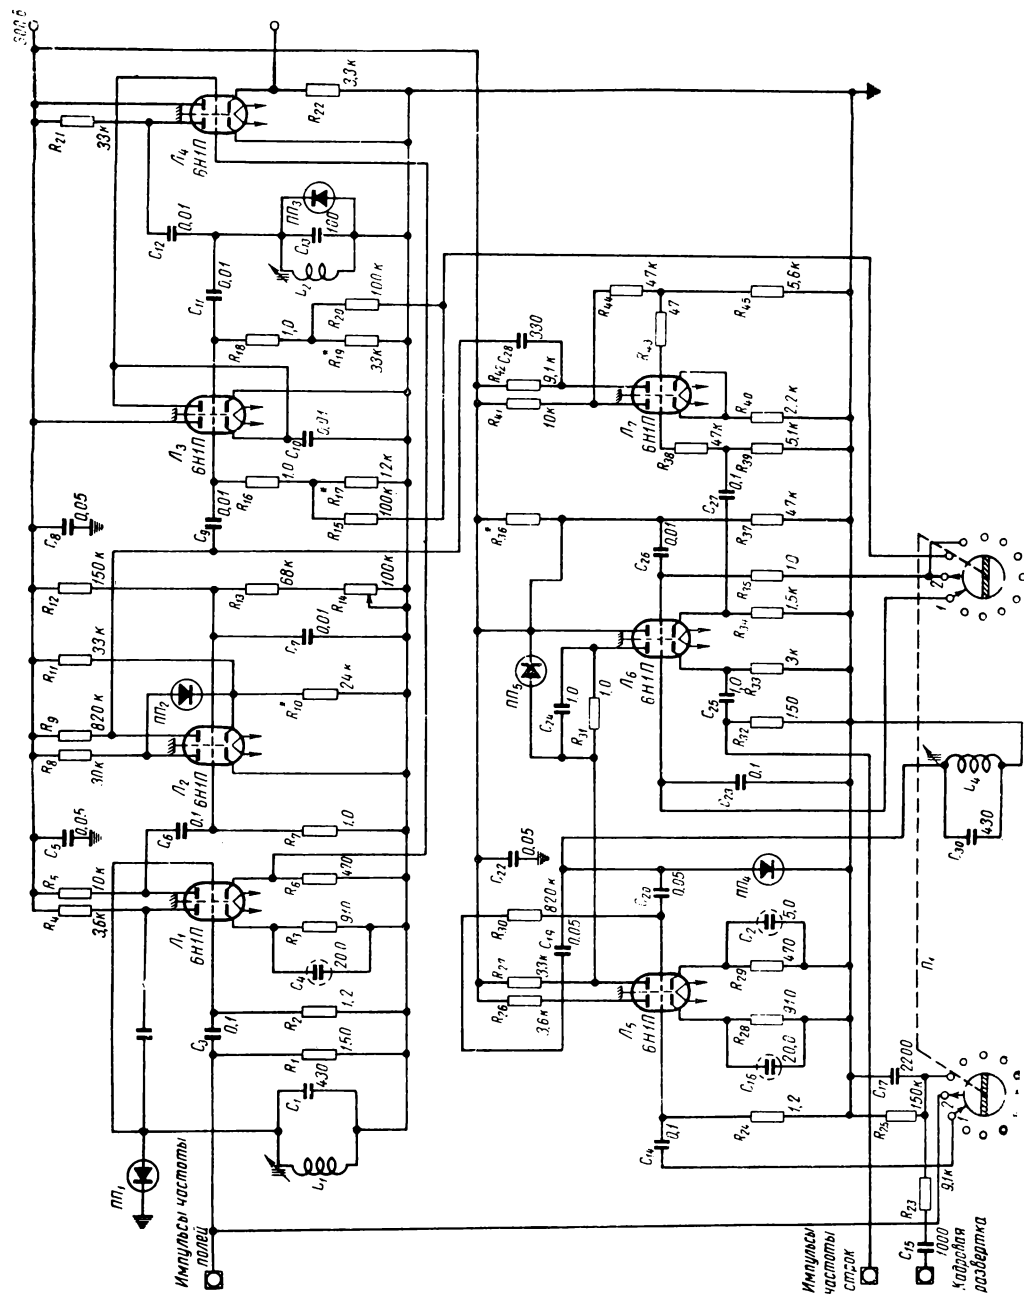 300 в
R21
33к
Л4
6Н1П
R22
3,3к
C12
0,01
C11
0,01
ПП3
C13
100
L2
R18
1,0
R20
100к
R19*
33к
Л3
6Н1П
C10
0,01
R16
1,0
R17*
12к
R15
100к
C9
0,01
C8
0,05
R12
150к
R13
68к
R14
100к
C7
0,01
R11
33к
ПП2
R10*
24к
R9
820к
R8
30к
Л2
6Н1П
C6
0,1
R7
1,0
C5
0,05
R5
10к
R4
3,6к
Л1
6Н1П
R6
470
R3
910
C4
20,0
R2
1,2
C3
0,1
R1
150
C1
430
L1
ПП1
Импульсы частоты
полей
R44
47к
R43
47
R45
5,6к
C28
330
R42
9,1к
R41
10к
Л7
6Н1П
R40
2,2к
R38
47к
R39
5,1к
C27
0,1
R36*
R37
47к
C26
0,01
R35
1,0
R34
1,5к
Л6
6Н1П
R33
3к
C25
1,0
R32
150
ПП5
C24
1,0
R31
1,0
C23
0,1
C22
0,05
C20
0,05
ПП4
R30
820к
C19
0,05
R27
33к
R26
3,6к
Л5
6Н1П
R29
470
C21
5,0
R28
910
C16
20,0
R24
1,2
C14
0,1
C17
2200
R25
150к
R23
9,1к
C15
1000
C30
430
L4
П1
1
2
1
2
Импульсы
частоты
строк
Кадровая
развертка